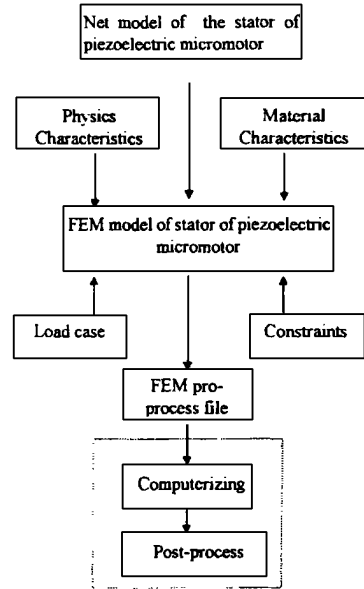 Net model of the stator of
piezoelectric micromotor
Physics
Characteristics
Material
Characteristics
FEM model of stator of piezoelectric
micromotor
Load case
Constraints
FEM pro-
process file
Computerizing
Post-process